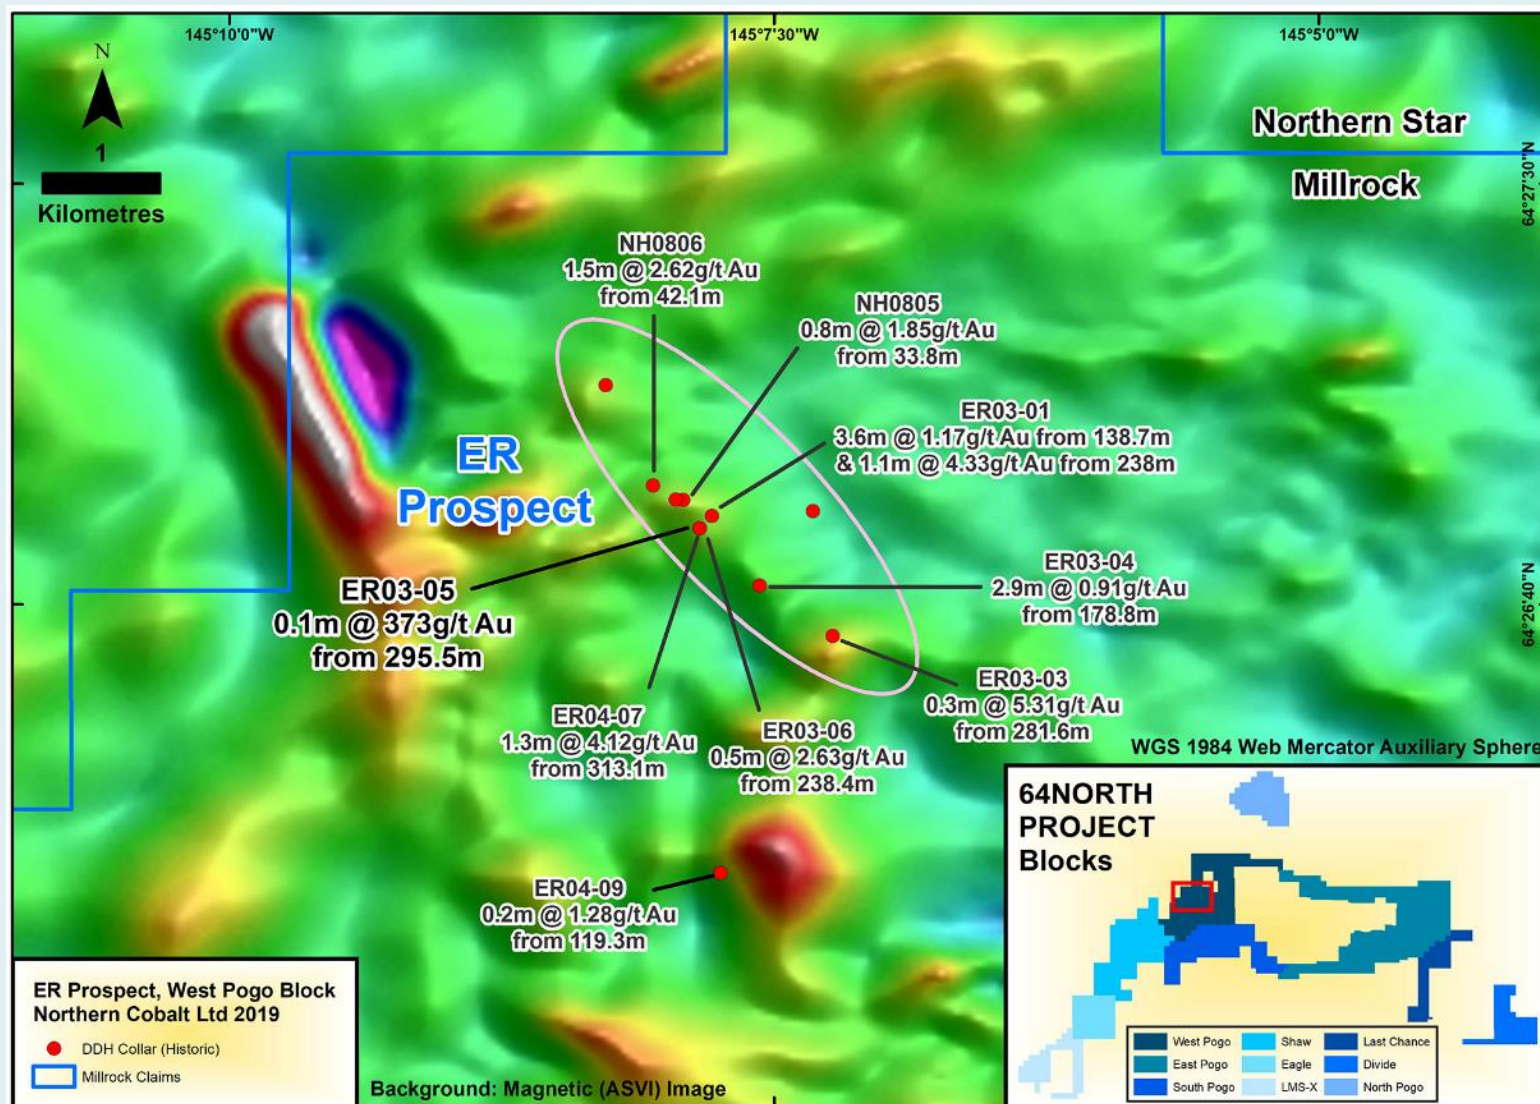 145°10'0"W
145°7'30"W
145°5'0"W
N
1
Kilometres
Northern Star
Millrock
64°27'30"N
NH0806
1.5m @ 2.62g/t Au
from 42.1m
NH0805
0.8m @ 1.85g/t Au
from 33.8m
ER03-01
3.6m @ 1.17g/t Au from 138.7m
& 1.1m @ 4.33g/t Au from 238m
ER
Prospect
ER03-05
0.1m @ 373g/t Au
from 295.5m
ER03-04
2.9m @ 0.91g/t Au
from 178.8m
64°26'40"N
ER03-03
0.3m @ 5.31g/t Au
from 281.6m
ER04-07
1.3m @ 4.12g/t Au
from 313.1m
ER03-06
0.5m @ 2.63g/t Au
from 238.4m
WGS 1984 Web Mercator Auxiliary Sphere
ER04-09
0.2m @ 1.28g/t Au
from 119.3m
ER Prospect, West Pogo Block
Northern Cobalt Ltd 2019
DDH Collar (Historic)
Millrock Claims
Background: Magnetic (ASVI) Image
64NORTH
PROJECT
Blocks
West Pogo
Shaw
Last Chance
East Pogo
Eagle
Divide
South Pogo
LMS-X
North Pogo